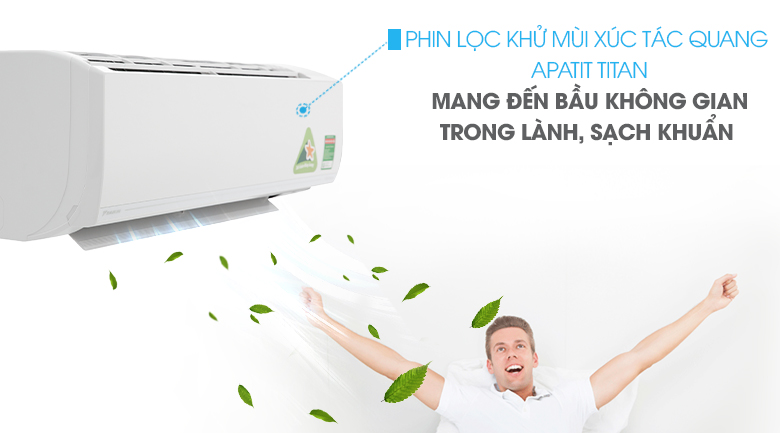 PHIN LỌC KHỬ MÙI XÚC TÁC QUANG
APATIT TITAN
MANG ĐẾN BẦU KHÔNG GIAN
TRONG LÀNH, SẠCH KHUẨN